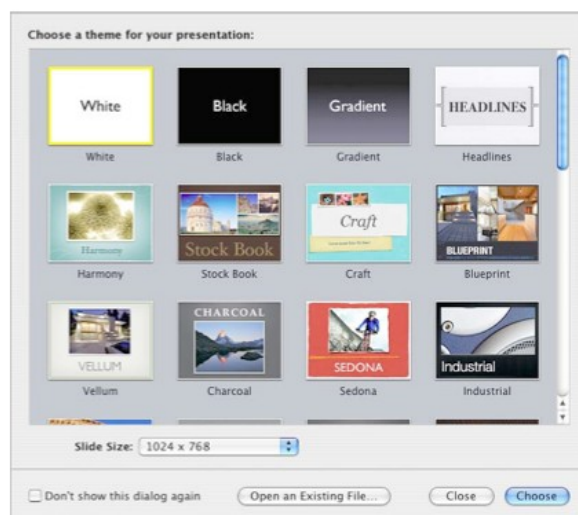 Choose a theme for your presentation:
White Black Gradient HEADLINES
White Black Gradient Headlines
Harmony Stock Book Craft BLUEPRINT
Harmony Stock Book Craft Blueprint
VELLUM CHARCOAL SEDONA Industrial
Vellum Charcoal Sedona Industrial
Slide Size: 1024 x 768
Don't show this dialog again Open an Existing File... Close Choose